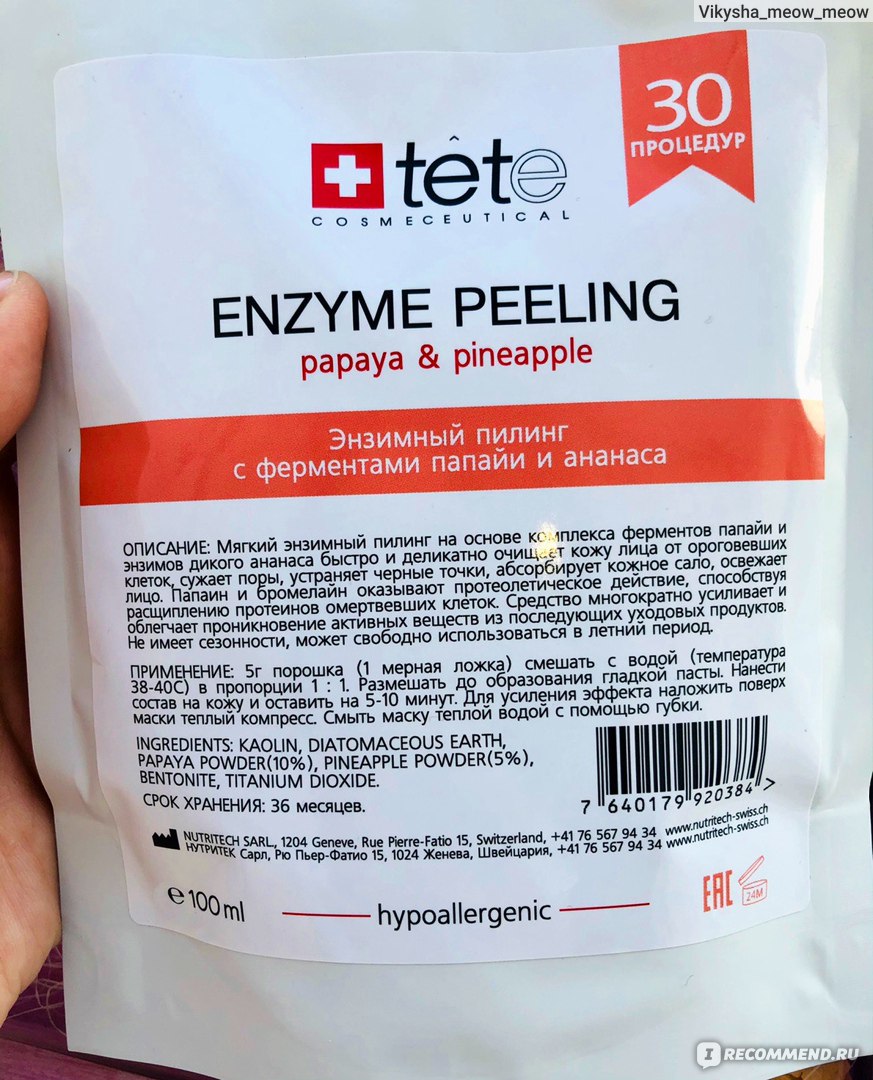 Vikysha_meow_meow
30
ПРОЦЕДУР
tête
COSMECEUTICAL
ENZYME PEELING
papaya & pineapple
Энзимный пилинг
с ферментами папайи и ананаса
ОПИСАНИЕ: Мягкий энзимный пилинг на основе комплекса ферментов папайи и
энзимов дикого ананаса быстро и деликатно очищает кожу лица от ороговевших
клеток, сужает поры, устраняет черные точки, абсорбирует кожное сало, освежает
лицо. Папаин и бромелайн оказывают протеолетическое действие, способствуя
расщиплению протеинов омертвевших клеток. Средство многократно усиливает и
облегчает проникновение активных веществ из последующих уходовых продуктов.
Не имеет сезонности, может свободно использоваться в летний период.
ПРИМЕНЕНИЕ: 5г порошка (1 мерная ложка) смешать с водой (температура
38-40С) в пропорции 1 : 1. Размешать до образования гладкой пасты. Нанести
состав на кожу и оставить на 5-10 минут. Для усиления эффекта наложить поверх
маски теплый компресс. Смыть маску теплой водой с помощью губки.
INGREDIENTS: KAOLIN, DIATOMACEOUS EARTH,
PAPAYA POWDER(10%), PINEAPPLE POWDER(5%),
BENTONITE, TITANIUM DIOXIDE.
СРОК ХРАНЕНИЯ: 36 месяцев.
7 640179 920384 >
NUTRITECH SARL, 1204 Geneve, Rue Pierre-Fatio 15, Switzerland, +41 76 567 94 34 www.nutritech-swiss.ch
НУТРИТЕК Сарл, Рю Пьер-Фатио 15, 1024 Женева, Швейцария, +41 76 567 94 34 www.nutritech-swiss.ch
e 100 ml
hypoallergenic
EAC
24M
IRECOMMEND.RU